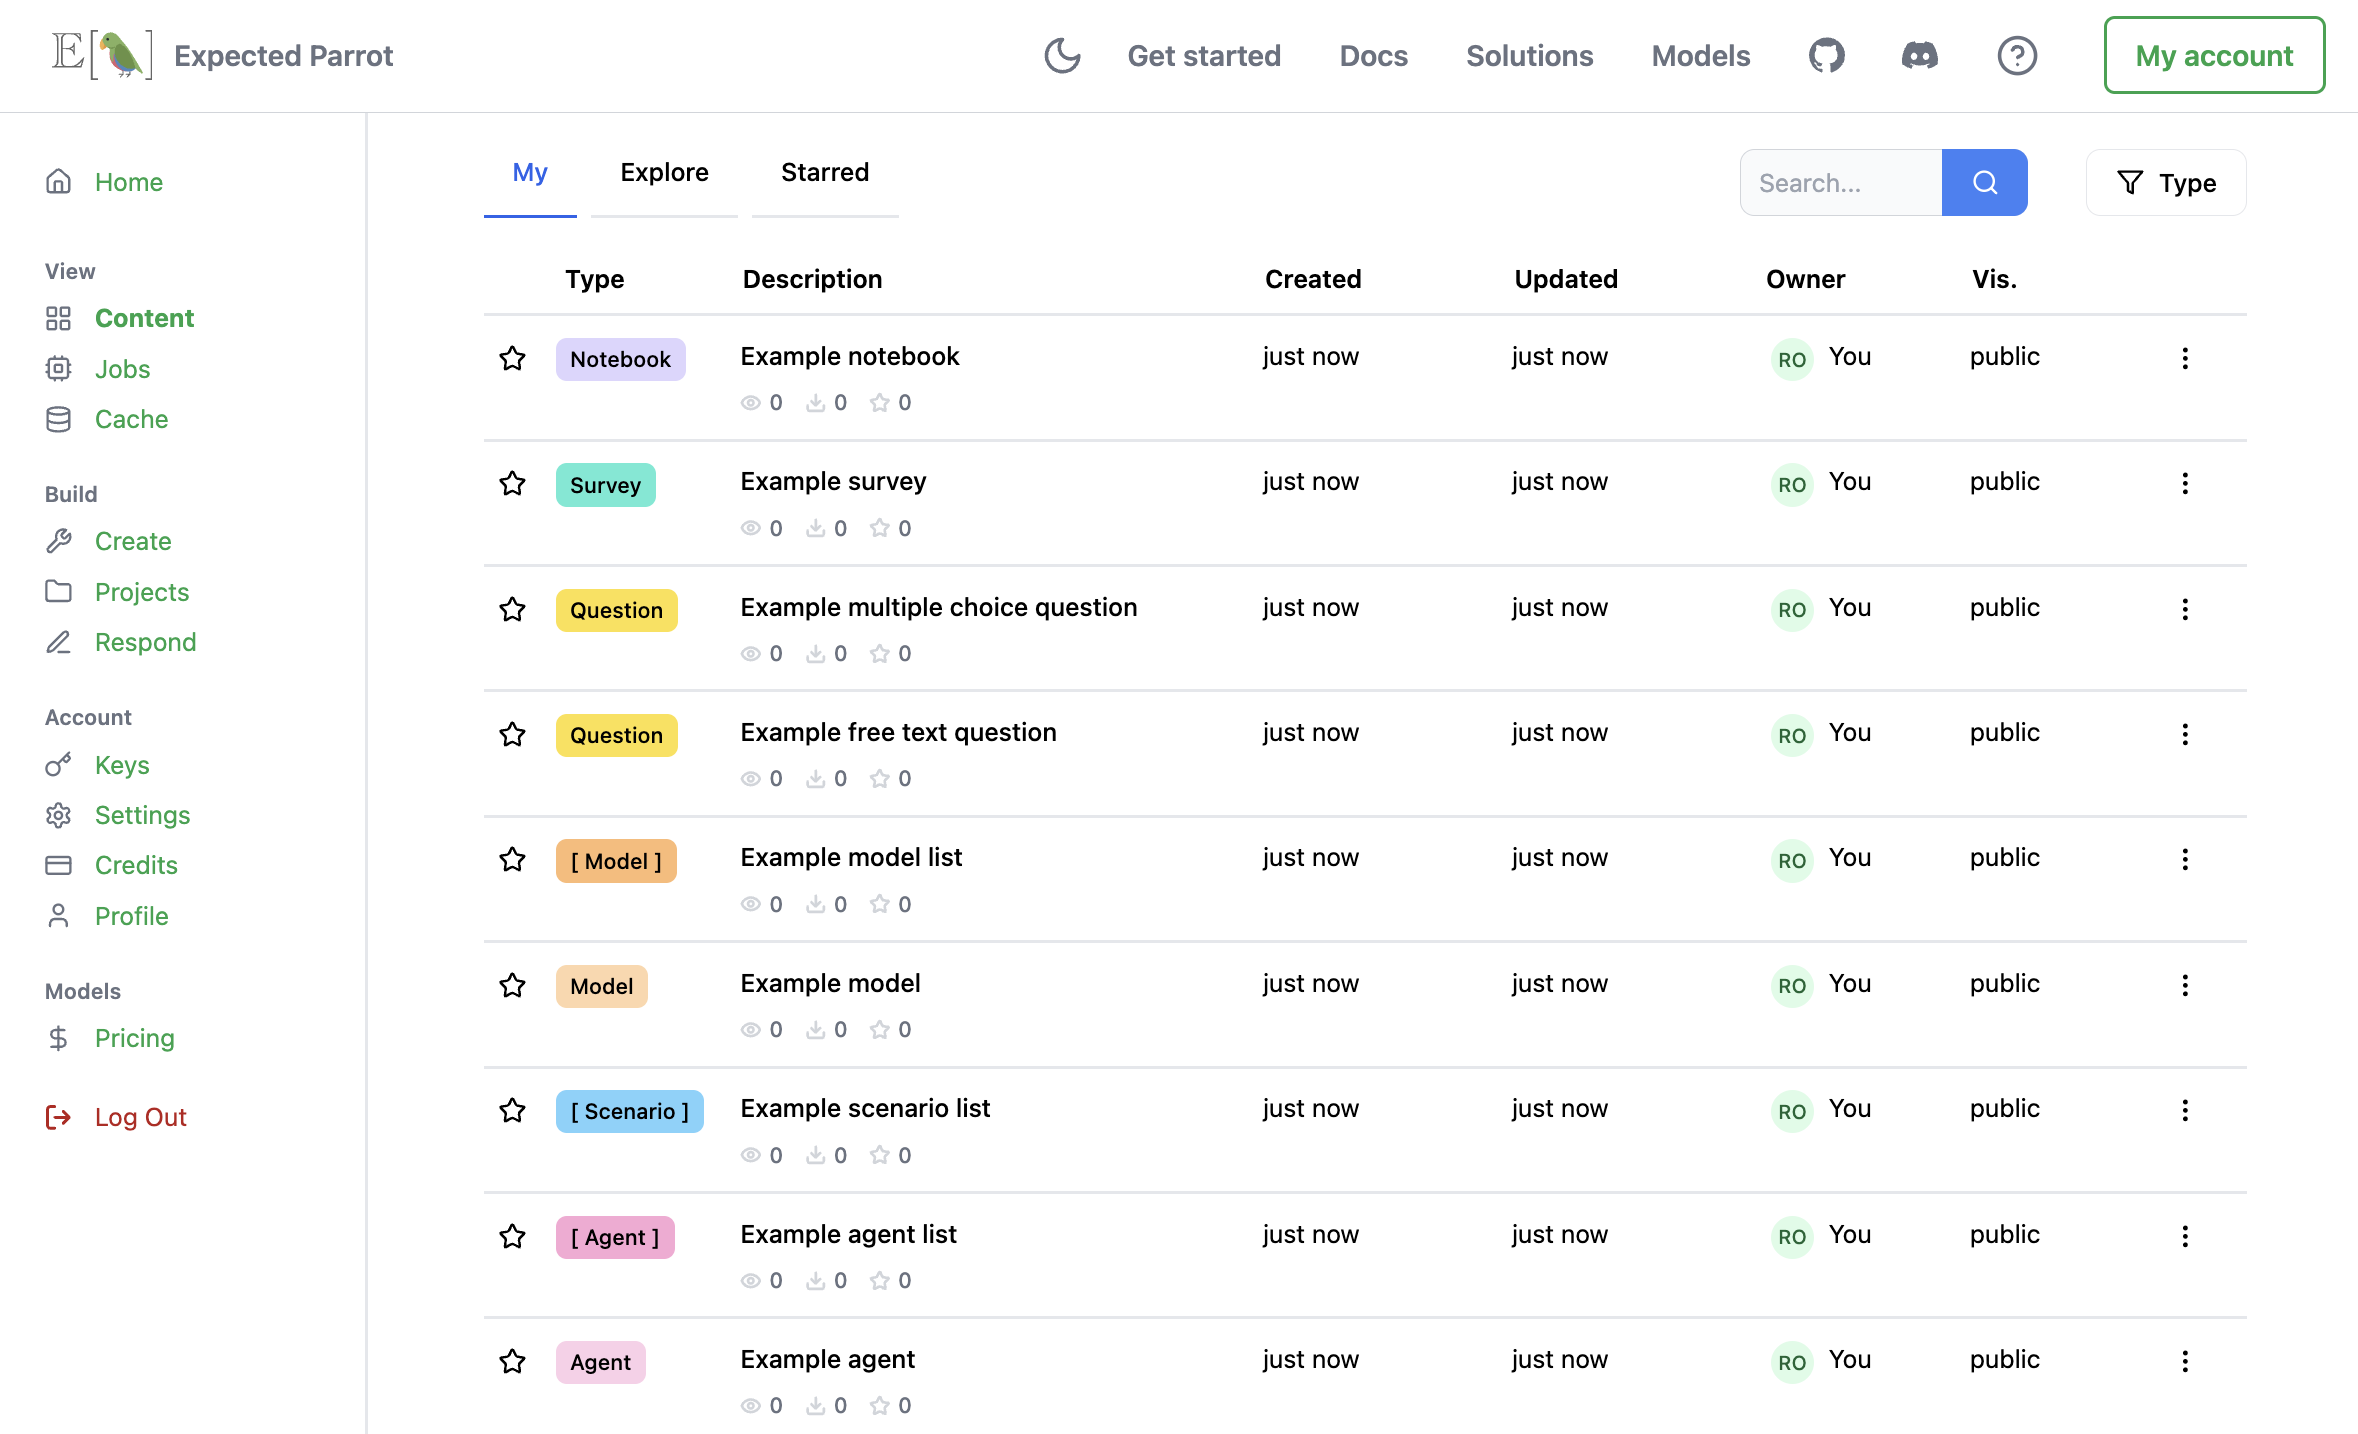 E[ ] Expected Parrot
Get started
Docs
Solutions
Models
My account
Home
View
Content
Jobs
Cache
Build
Create
Projects
Respond
Account
Keys
Settings
Credits
Profile
Models
Pricing
Log Out
My
Explore
Starred
Search...
Type
Type Description Created Updated Owner Vis.
Notebook Example notebook just now just now RO You public
0 0 0
Survey Example survey just now just now RO You public
0 0 0
Question Example multiple choice question just now just now RO You public
0 0 0
Question Example free text question just now just now RO You public
0 0 0
[ Model ] Example model list just now just now RO You public
0 0 0
Model Example model just now just now RO You public
0 0 0
[ Scenario ] Example scenario list just now just now RO You public
0 0 0
[ Agent ] Example agent list just now just now RO You public
0 0 0
Agent Example agent just now just now RO You public
0 0 0